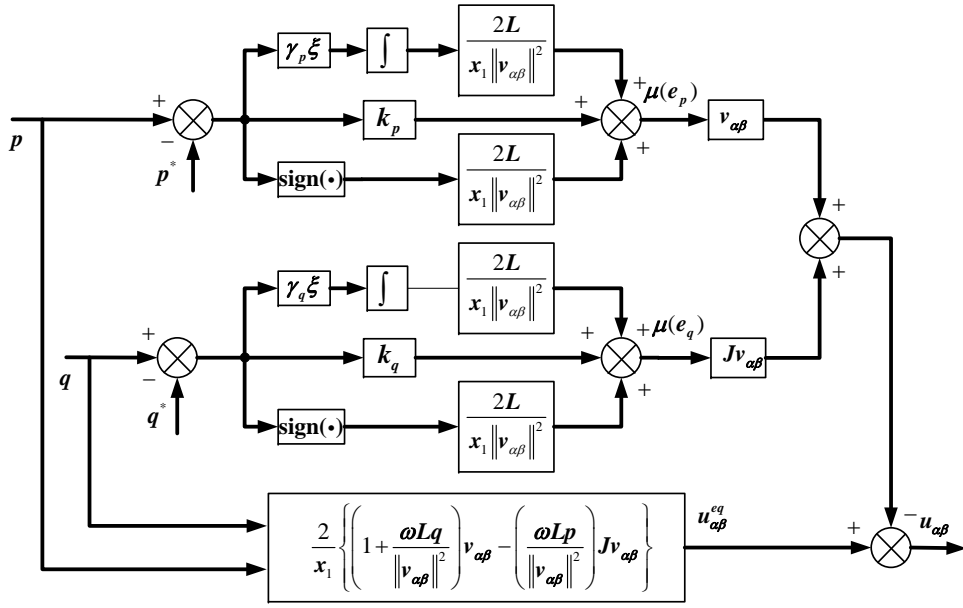 γ_p ξ ∫ 2L / x_1 ‖v_αβ‖^2
p + − p* k_p + + + μ(e_p) v_αβ
sign(•) 2L / x_1 ‖v_αβ‖^2
+ +
γ_q ξ ∫ 2L / x_1 ‖v_αβ‖^2
q + − q* k_q + + + μ(e_q) Jv_αβ
sign(•) 2L / x_1 ‖v_αβ‖^2
2/x_1 { ( 1 + ωLq / ‖v_αβ‖^2 ) v_αβ − ( ωLp / ‖v_αβ‖^2 ) Jv_αβ } u_αβ^eq + − u_αβ